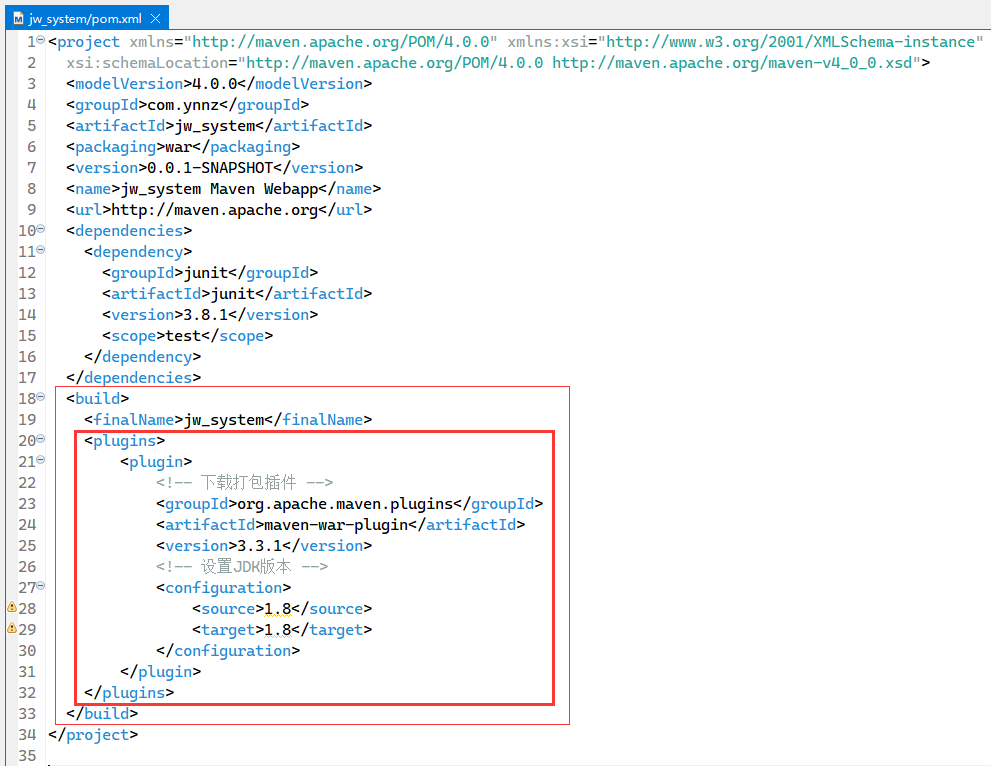 jw_system/pom.xml
1 <project xmlns="http://maven.apache.org/POM/4.0.0" xmlns:xsi="http://www.w3.org/2001/XMLSchema-instance"
2 xsi:schemaLocation="http://maven.apache.org/POM/4.0.0 http://maven.apache.org/maven-v4_0_0.xsd">
3 <modelVersion>4.0.0</modelVersion>
4 <groupId>com.ynnz</groupId>
5 <artifactId>jw_system</artifactId>
6 <packaging>war</packaging>
7 <version>0.0.1-SNAPSHOT</version>
8 <name>jw_system Maven Webapp</name>
9 <url>http://maven.apache.org</url>
10 <dependencies>
11 <dependency>
12 <groupId>junit</groupId>
13 <artifactId>junit</artifactId>
14 <version>3.8.1</version>
15 <scope>test</scope>
16 </dependency>
17 </dependencies>
18 <build>
19 <finalName>jw_system</finalName>
20 <plugins>
21 <plugin>
22 <!-- 下载打包插件 -->
23 <groupId>org.apache.maven.plugins</groupId>
24 <artifactId>maven-war-plugin</artifactId>
25 <version>3.3.1</version>
26 <!-- 设置JDK版本 -->
27 <configuration>
28 <source>1.8</source>
29 <target>1.8</target>
30 </configuration>
31 </plugin>
32 </plugins>
33 </build>
34 </project>
35